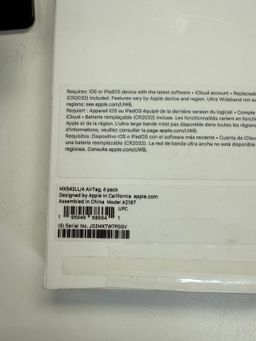 Requires: iOS or iPadOS device with the latest software • iCloud account • Replaceab
(CR2032) included. Features vary by Apple device and region. Ultra Wideband not av
regions; see apple.com/UWB.
Requiert : Appareil iOS ou iPadOS équipé de la dernière version du logiciel • Compte
iCloud • Batterie remplaçable (CR2032) incluse. Les fonctionnalités varient en fonct
Apple et de la région. L'ultra large bande n'est pas disponible dans toutes les régions
d'informations, veuillez consulter la page apple.com/UWB.
Requisitos: Dispositivo iOS o iPadOS con el software más reciente • Cuenta de iClou
una batería reemplazable (CR2032). La red de banda ultra ancha no está disponible
regiones. Consulta apple.com/UWB.
MX542LL/A AirTag, 4 pack
Designed by Apple in California apple.com
Assembled in China Model A2187
UPC
1 95949 68664 1
(S) Serial No.